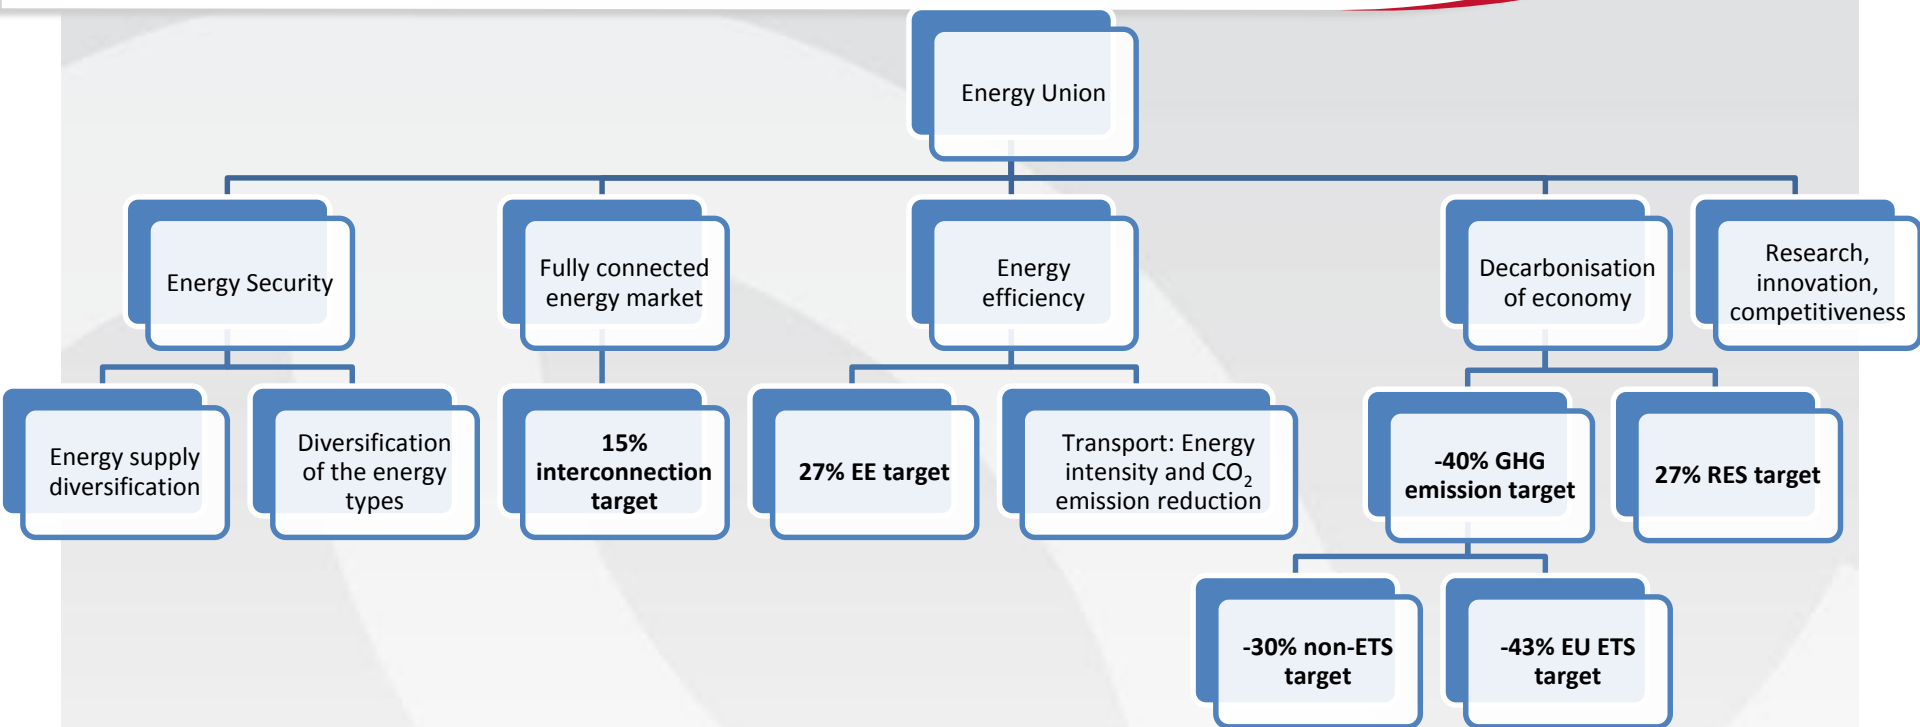 Energy Union
Energy Security
Fully connected
energy market
Energy
efficiency
Decarbonisation
of economy
Research,
innovation,
competitiveness
Energy supply
diversification
Diversification
of the energy
types
15%
interconnection
target
27% EE target
Transport: Energy
intensity and CO₂
emission reduction
-40% GHG
emission target
27% RES target
-30% non-ETS
target
-43% EU ETS
target